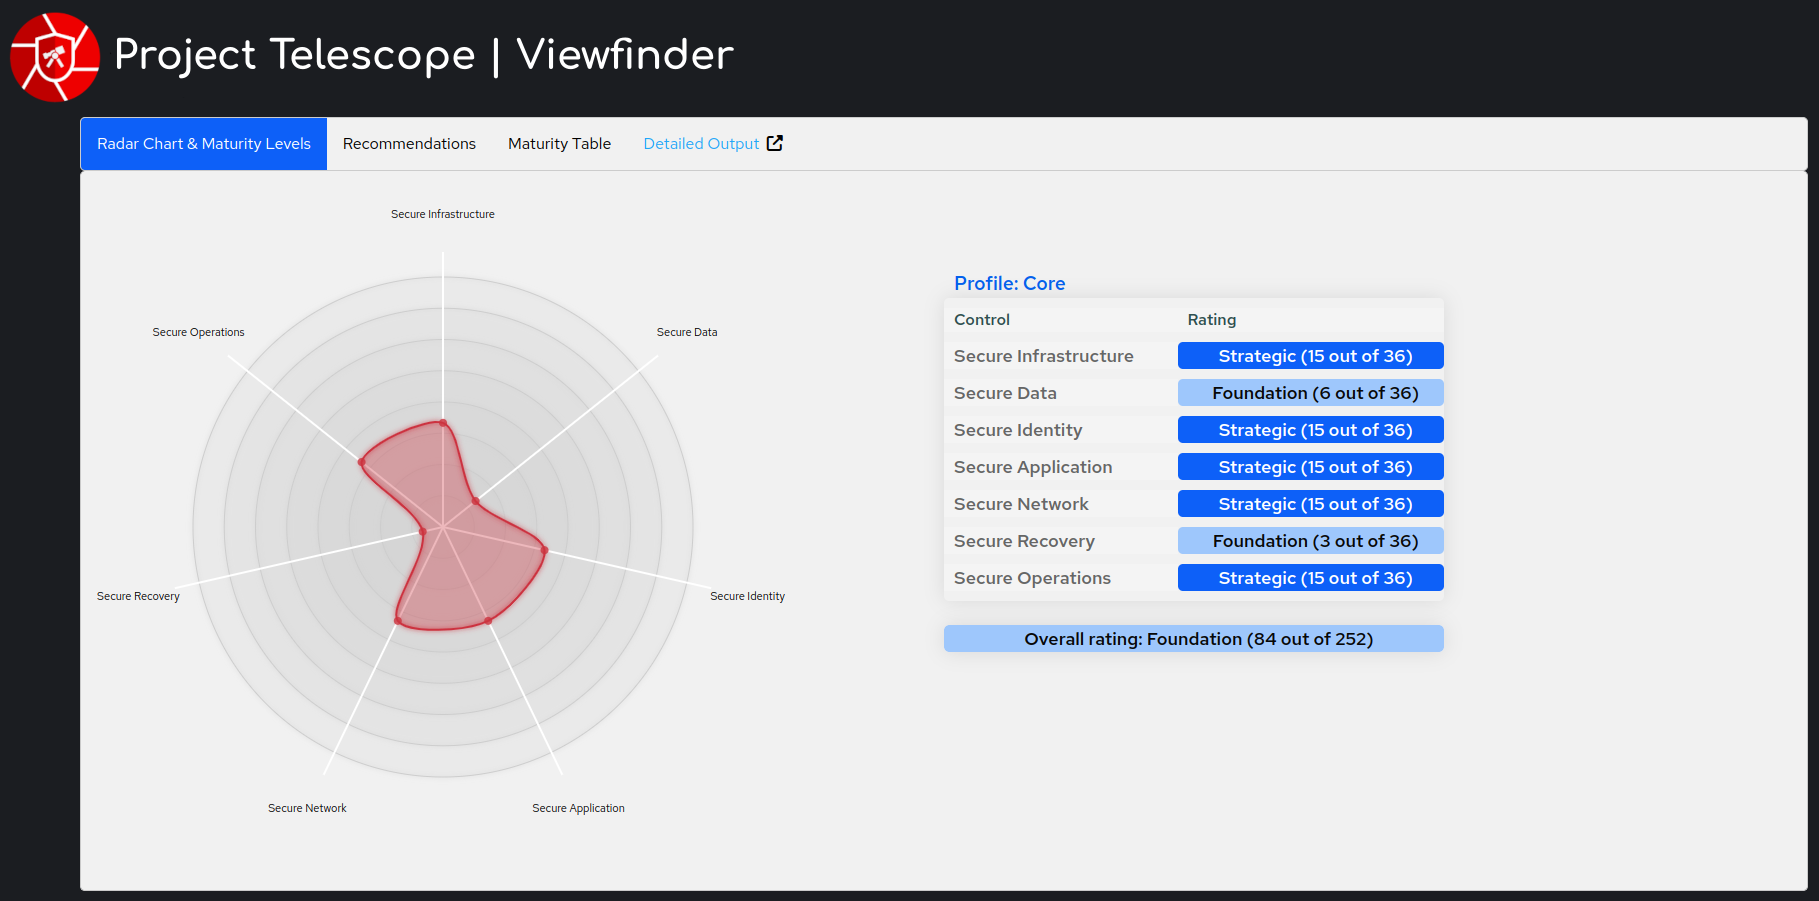 Project Telescope | Viewfinder
Radar Chart & Maturity Levels
Recommendations
Maturity Table
Detailed Output
Secure Infrastructure
Secure Operations
Secure Data
Secure Recovery
Secure Identity
Secure Network
Secure Application
Profile: Core
Control Rating
Secure Infrastructure Strategic (15 out of 36)
Secure Data Foundation (6 out of 36)
Secure Identity Strategic (15 out of 36)
Secure Application Strategic (15 out of 36)
Secure Network Strategic (15 out of 36)
Secure Recovery Foundation (3 out of 36)
Secure Operations Strategic (15 out of 36)
Overall rating: Foundation (84 out of 252)